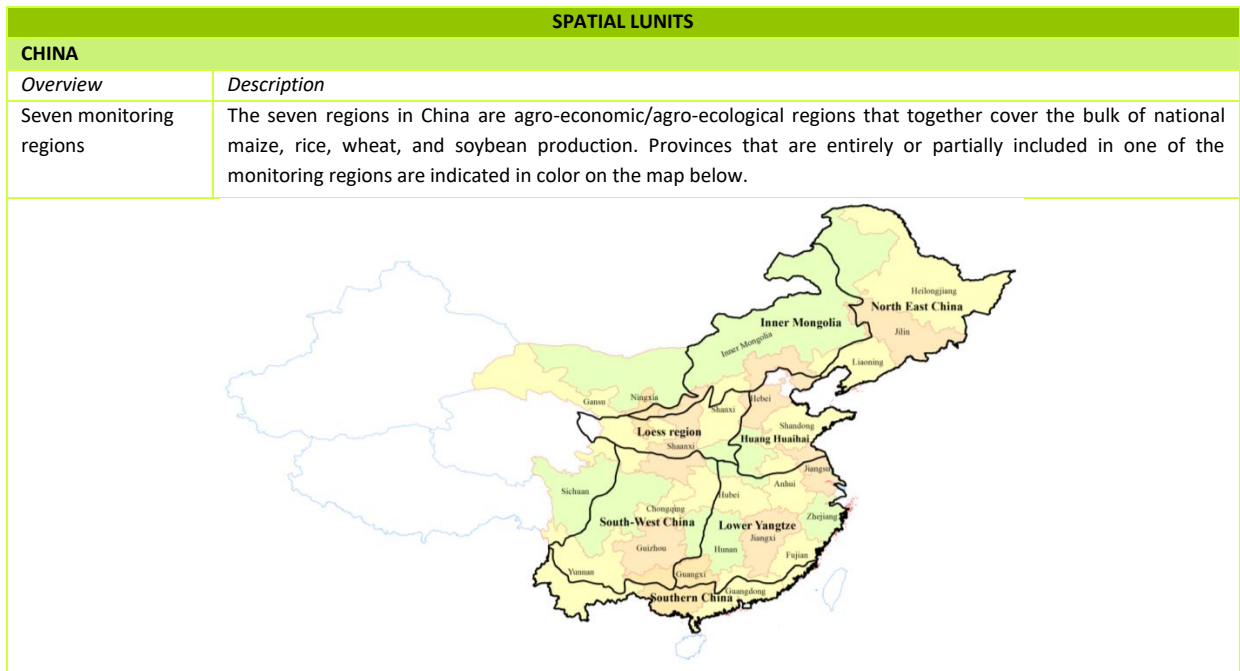 SPATIAL LUNITS
CHINA
Overview Description
Seven monitoring regions
The seven regions in China are agro-economic/agro-ecological regions that together cover the bulk of national
maize, rice, wheat, and soybean production. Provinces that are entirely or partially included in one of the
monitoring regions are indicated in color on the map below.
Heilongjiang
North East China
Inner Mongolia
Jilin
Inner Mongolia
Liaoning
Gansu
Ningxia
Hebei
Shanxi
Shandong
Loess region
Huang Huaihai
Shaanxi
Jiangsu
Sichuan
Anhui
Hubei
Chongqing
Zhejiang
South-West China
Lower Yangtze
Jiangxi
Guizhou
Hunan
Fujian
Yunnan
Guangxi
Guangdong
Southern China